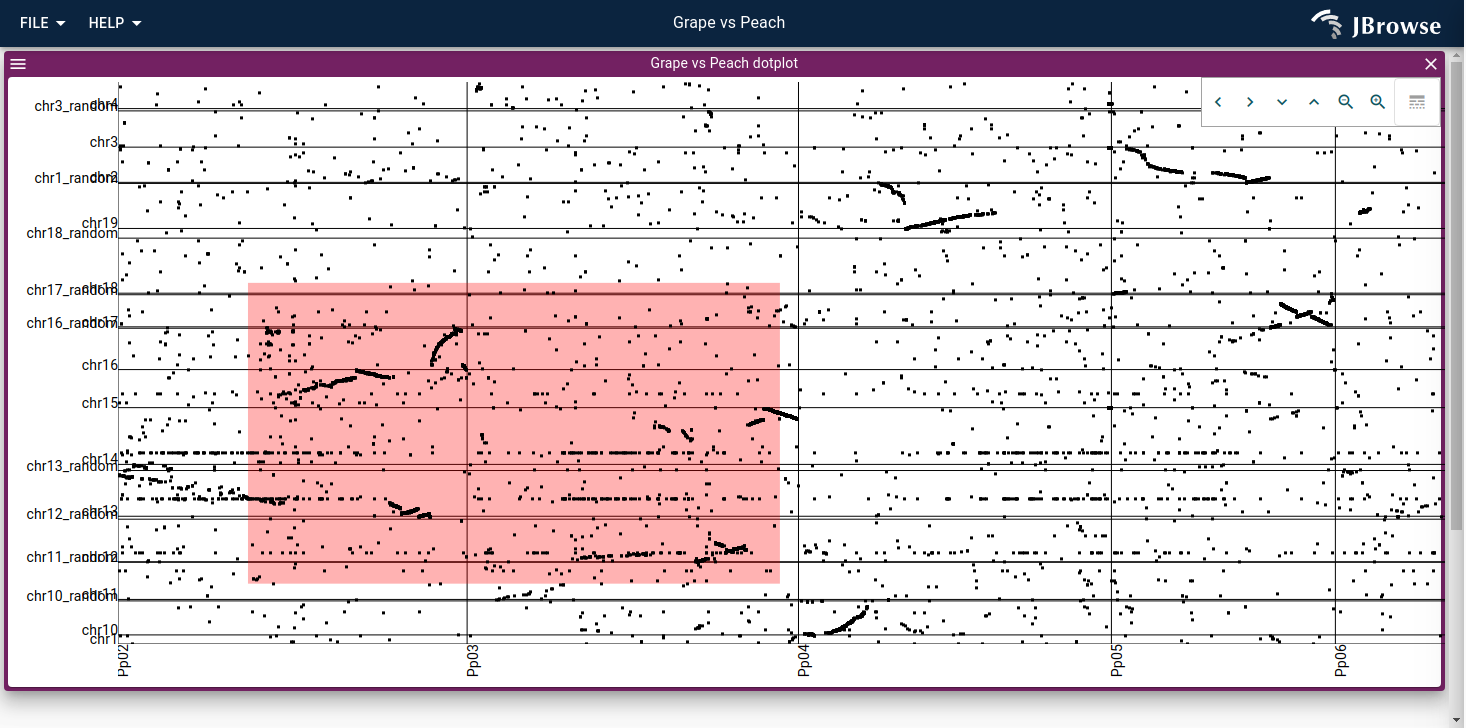 FILE HELP Grape vs Peach JBrowse
Grape vs Peach dotplot
chr4
chr3_random
chr3
chr2
chr1_random
chr19
chr18_random
chr18
chr17_random
chr17
chr16_random
chr16
chr15
chr14
chr13_random
chr13
chr12_random
chr12
chr11_random
chr11
chr10_random
chr10
chr1
Pp02 Pp03 Pp04 Pp05 Pp06